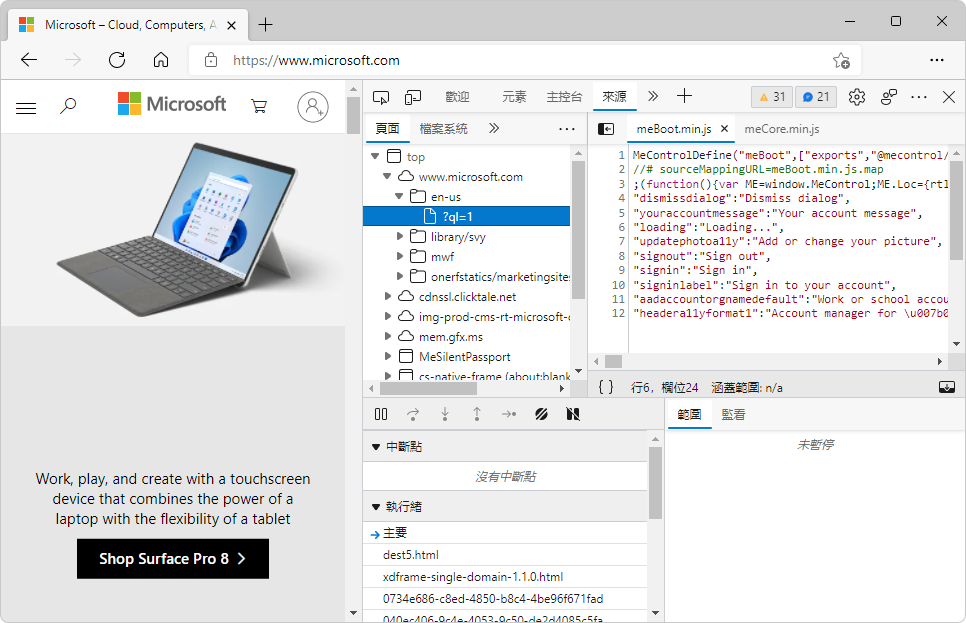 Microsoft – Cloud, Computers, A
https://www.microsoft.com
Microsoft
Work, play, and create with a touchscreen
device that combines the power of a
laptop with the flexibility of a tablet
Shop Surface Pro 8
歡迎 元素 主控台 來源 31 21
頁面 檔案系統
top
www.microsoft.com
en-us
?ql=1
library/svy
mwf
onerfstatics/marketingsites
cdnssl.clicktale.net
img-prod-cms-rt-microsoft-c
mem.gfx.ms
MeSilentPassport
cs-native-frame (about:blank
meBoot.min.js meCore.min.js
1 MeControlDefine("meBoot",["exports","@mecontrol/
2 //# sourceMappingURL=meBoot.min.js.map
3 ;(function(){var ME=window.MeControl;ME.Loc={rtl
4 "dismissdialog":"Dismiss dialog",
5 "youraccountmessage":"Your account message",
6 "loading":"Loading...",
7 "updatephotoa11y":"Add or change your picture",
8 "signout":"Sign out",
9 "signin":"Sign in",
10 "signinlabel":"Sign in to your account",
11 "aadaccountorgnamedefault":"Work or school accou
12 "headera11yformat1":"Account manager for \u007b0
{ } 行6，欄位24 涵蓋範圍: n/a
中斷點
沒有中斷點
執行緒
主要
dest5.html
xdframe-single-domain-1.1.0.html
0734e686-c8ed-4850-b8c4-4be96f671fad
040ec406-9c4e-4053-9c50-de2d4085c5fa
範圍 監看
未暫停